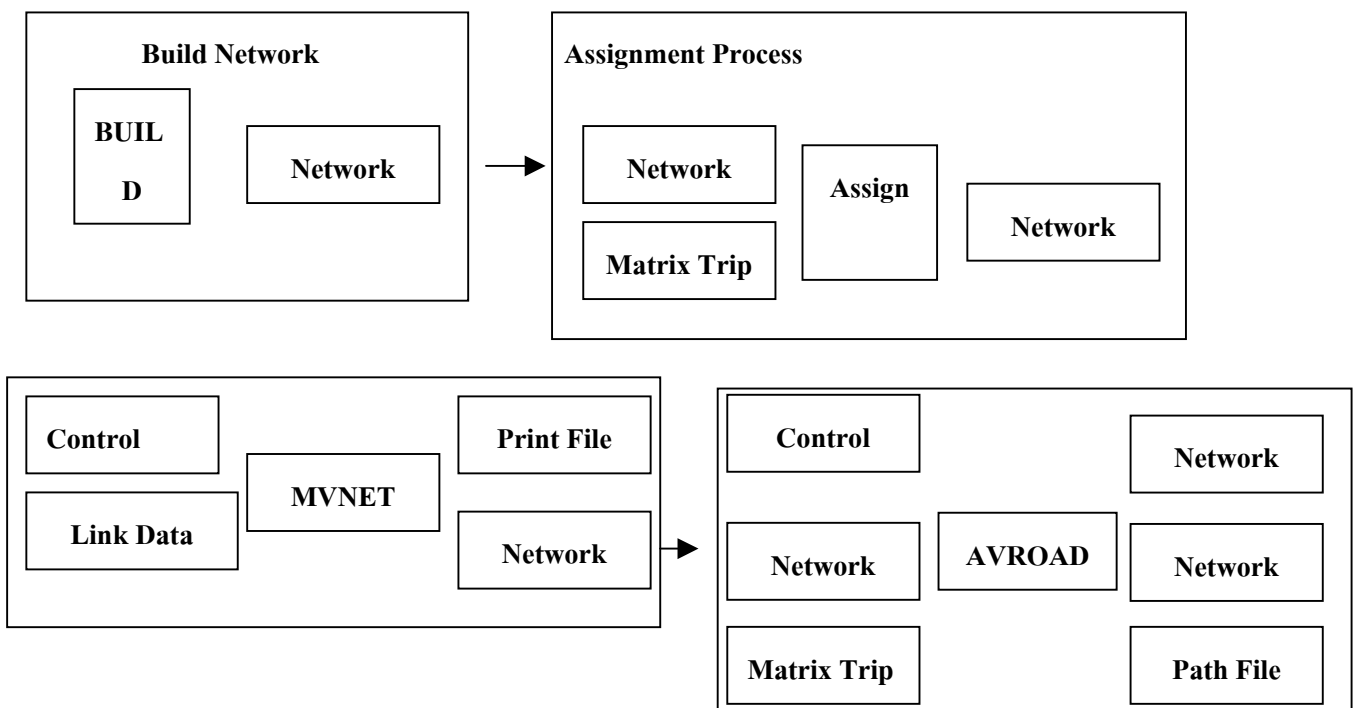 Build Network
BUIL
D
Network
Assignment Process
Network
Matrix Trip
Assign
Network
Control
Link Data
MVNET
Print File
Network
Control
Network
Matrix Trip
AVROAD
Network
Network
Path File